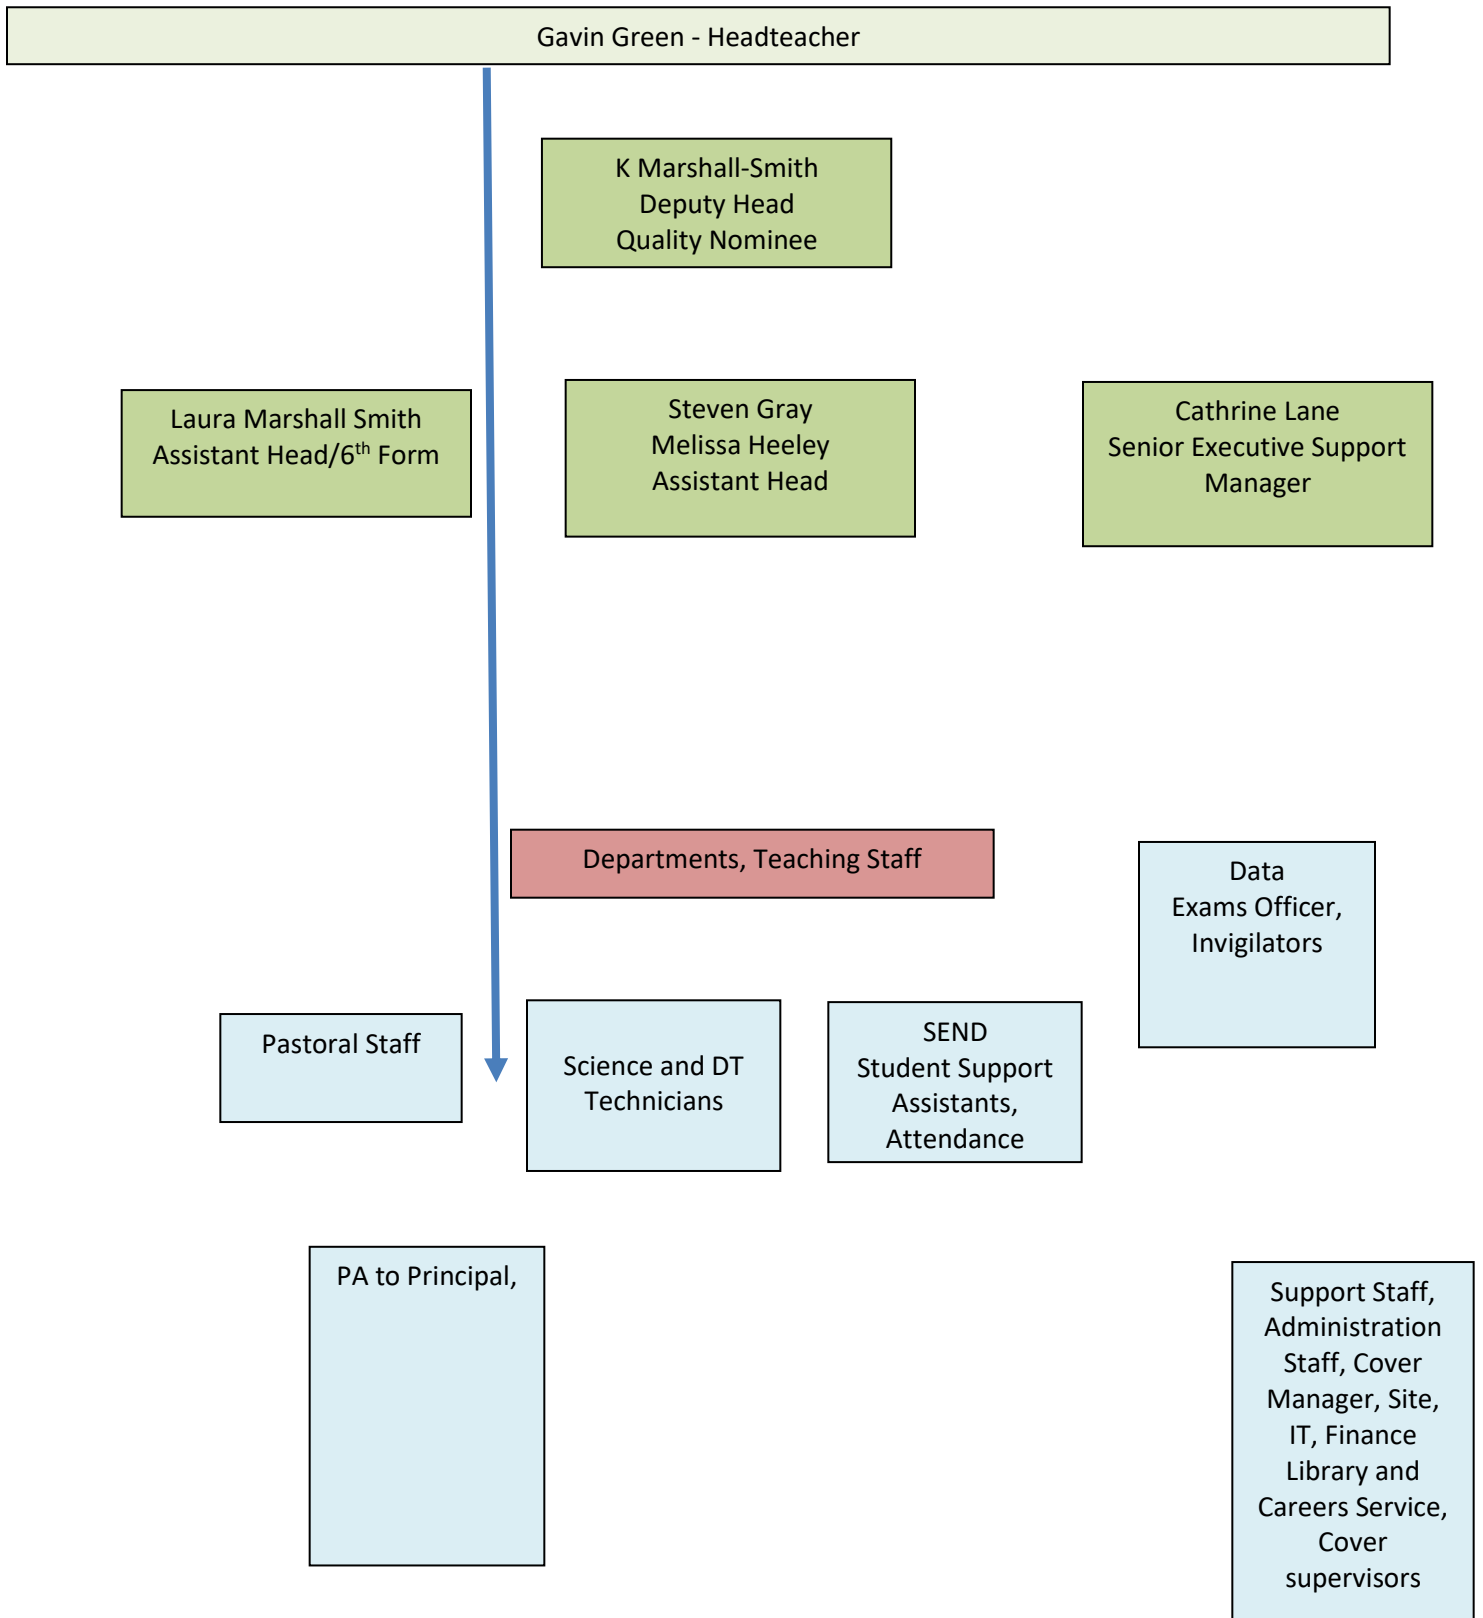 Gavin Green - Headteacher
K Marshall-Smith
Deputy Head
Quality Nominee
Laura Marshall Smith
Assistant Head/6th Form
Steven Gray
Melissa Heeley
Assistant Head
Cathrine Lane
Senior Executive Support
Manager
Departments, Teaching Staff
Data
Exams Officer,
Invigilators
Pastoral Staff
Science and DT
Technicians
SEND
Student Support
Assistants,
Attendance
PA to Principal,
Support Staff,
Administration
Staff, Cover
Manager, Site,
IT, Finance
Library and
Careers Service,
Cover
supervisors